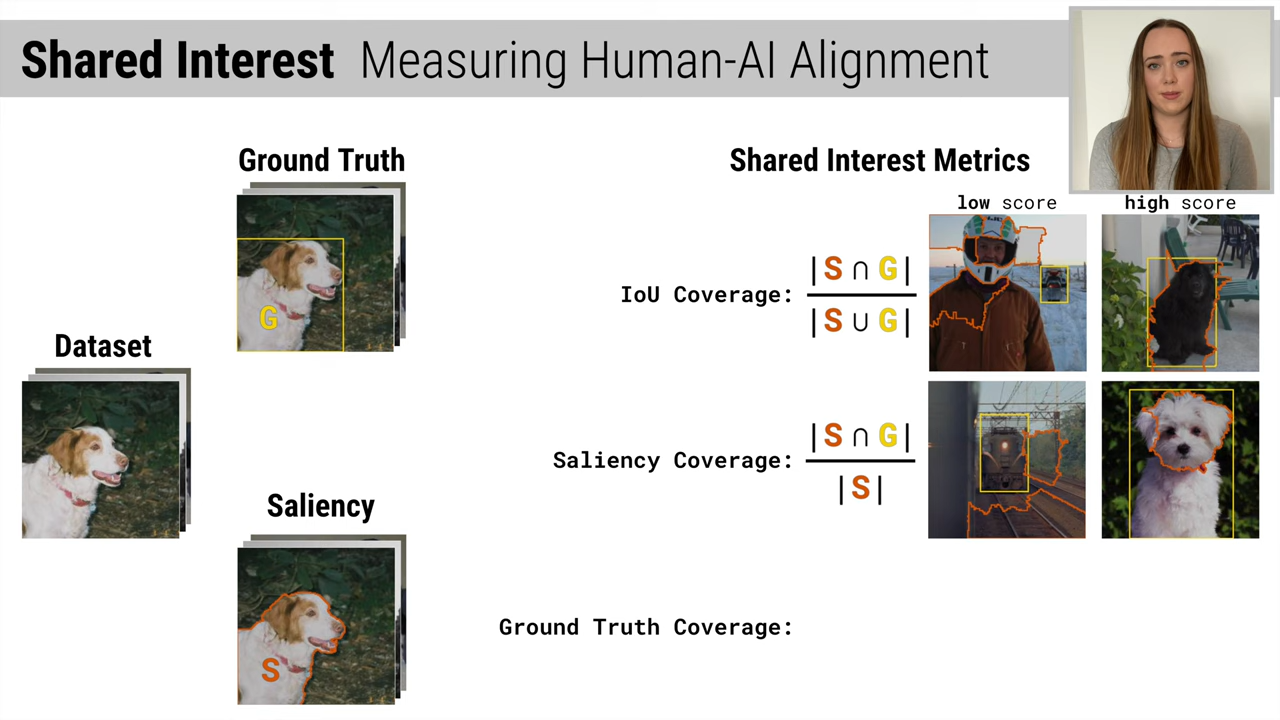 Shared Interest Measuring Human-AI Alignment
Ground Truth
G
Dataset
Saliency
S
Shared Interest Metrics
low score
high score
IoU Coverage:
|S ∩ G|
|S ∪ G|
Saliency Coverage:
|S ∩ G|
|S|
Ground Truth Coverage: